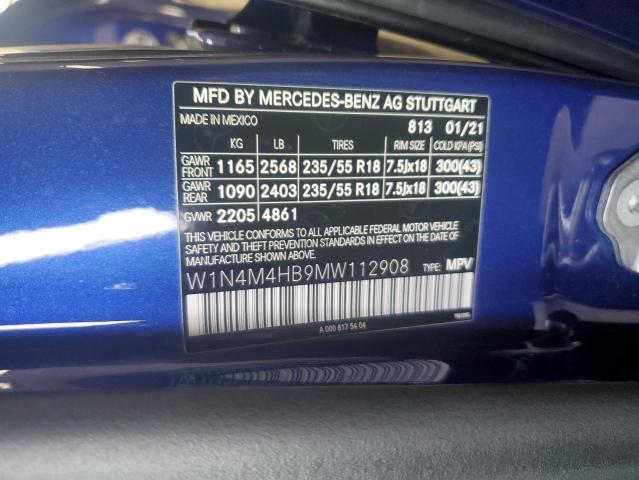 MFD BY MERCEDES-BENZ AG STUTTGART
MADE IN MEXICO 813 01/21
KG LB TIRES RIM SIZE COLD KPA (PSI)
GAWR FRONT 1165 2568 235/55 R18 7.5Jx18 300(43)
GAWR REAR 1090 2403 235/55 R18 7.5Jx18 300(43)
GVWR 2205 4861
THIS VEHICLE CONFORMS TO ALL APPLICABLE FEDERAL MOTOR VEHICLE
SAFETY AND THEFT PREVENTION STANDARDS IN EFFECT ON THE DATE OF
MANUFACTURE SHOWN ABOVE.
W1N4M4HB9MW112908 TYPE: MPV
A 000 817 54 04